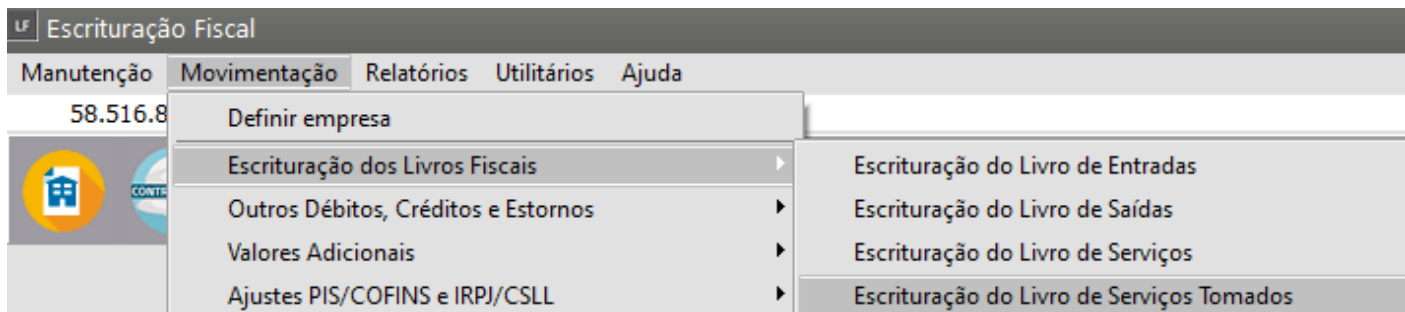 LF Escrituração Fiscal
Manutenção Movimentação Relatórios Utilitários Ajuda
58.516.8
Definir empresa
Escrituração dos Livros Fiscais
Outros Débitos, Créditos e Estornos
Valores Adicionais
Ajustes PIS/COFINS e IRPJ/CSLL
Escrituração do Livro de Entradas
Escrituração do Livro de Saídas
Escrituração do Livro de Serviços
Escrituração do Livro de Serviços Tomados